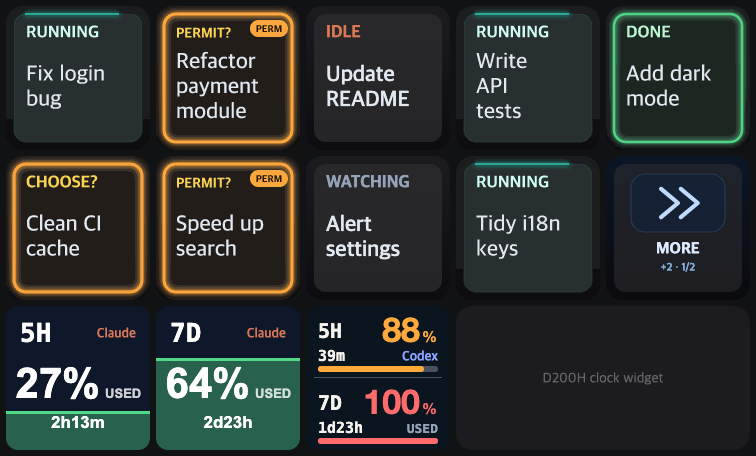 RUNNING
Fix login
bug
PERMIT?
PERM
Refactor
payment
module
IDLE
Update
README
RUNNING
Write
API
tests
DONE
Add dark
mode
CHOOSE?
Clean CI
cache
PERMIT?
PERM
Speed up
search
WATCHING
Alert
settings
RUNNING
Tidy i18n
keys
MORE
+2 · 1/2
5H Claude
27% USED
2h13m
7D Claude
64% USED
2d23h
5H 88%
39m Codex
7D 100%
1d23h USED
D200H clock widget